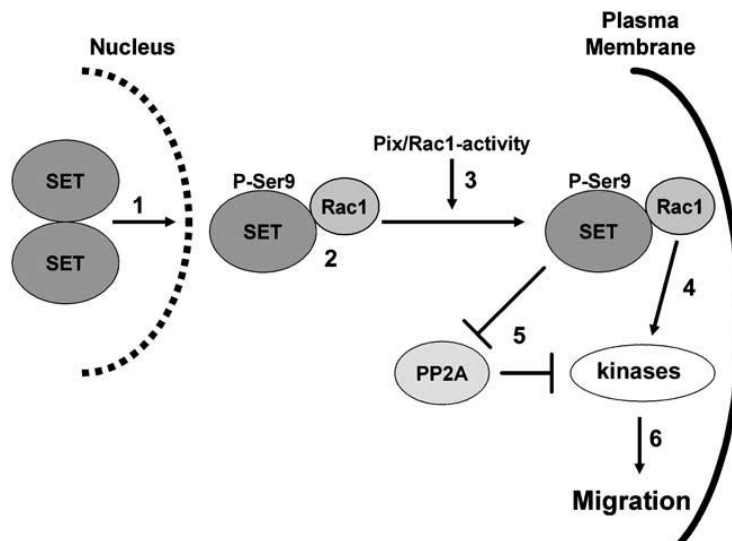 Nucleus
Plasma
Membrane
SET
SET
1
P-Ser9
SET
Rac1
2
Pix/Rac1-activity
3
P-Ser9
SET
Rac1
4
5
PP2A
kinases
6
Migration